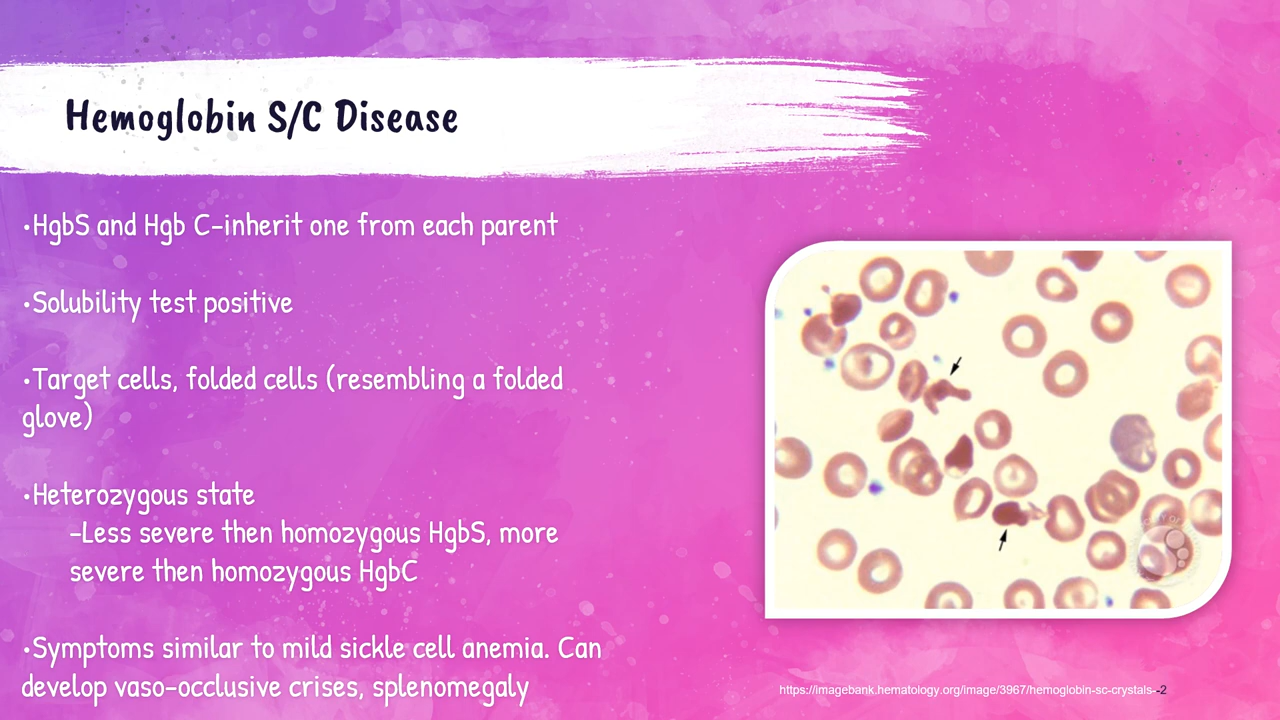 Hemoglobin S/C Disease
•HgbS and Hgb C-inherit one from each parent
•Solubility test positive
•Target cells, folded cells (resembling a folded
glove)
•Heterozygous state
-Less severe then homozygous HgbS, more
severe then homozygous HgbC
•Symptoms similar to mild sickle cell anemia. Can
develop vaso-occlusive crises, splenomegaly
https://imagebank.hematology.org/image/3967/hemoglobin-sc-crystals--2